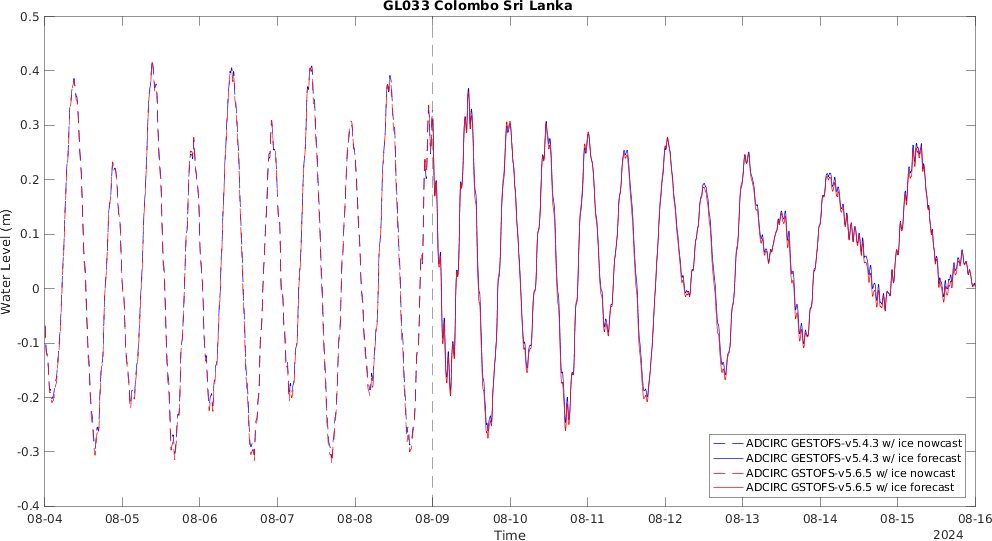 GL033 Colombo Sri Lanka
0.5
0.4
0.3
0.2
0.1
0
-0.1
-0.2
-0.3
-0.4
Water Level (m)
ADCIRC GESTOFS-v5.4.3 w/ ice nowcast
ADCIRC GESTOFS-v5.4.3 w/ ice forecast
ADCIRC GSTOFS-v5.6.5 w/ ice nowcast
ADCIRC GSTOFS-v5.6.5 w/ ice forecast
08-04 08-05 08-06 08-07 08-08 08-09 08-10 08-11 08-12 08-13 08-14 08-15 08-16
Time
2024